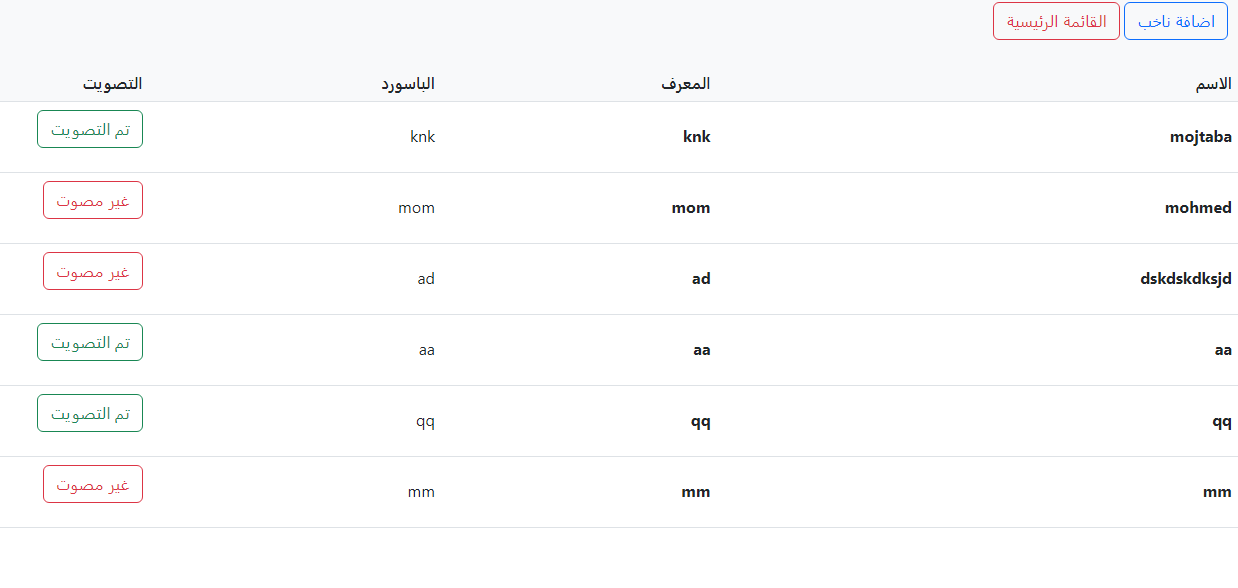 اضافة ناخب القائمة الرئيسية
الاسم المعرف الباسورد التصويت
mojtaba knk knk تم التصويت
mohmed mom mom غير مصوت
dskdskdksjd ad ad غير مصوت
aa aa aa تم التصويت
qq qq qq تم التصويت
mm mm mm غير مصوت